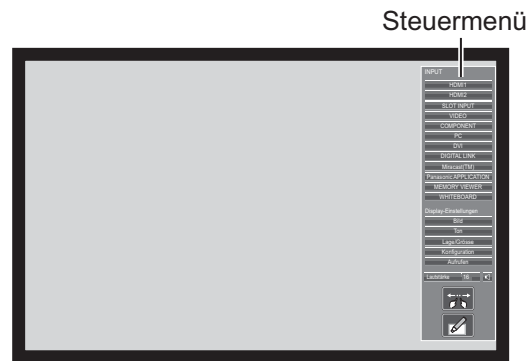 Steuermenü
INPUT
HDMI1
HDMI2
SLOT INPUT
VIDEO
COMPONENT
PC
DVI
DIGITAL LINK
Miracast(TM)
Panasonic APPLICATION
MEMORY VIEWER
WHITEBOARD
Display-Einstellungen
Bild
Ton
Lage/Grösse
Konfiguration
Aufrufen
Lautstärke 36